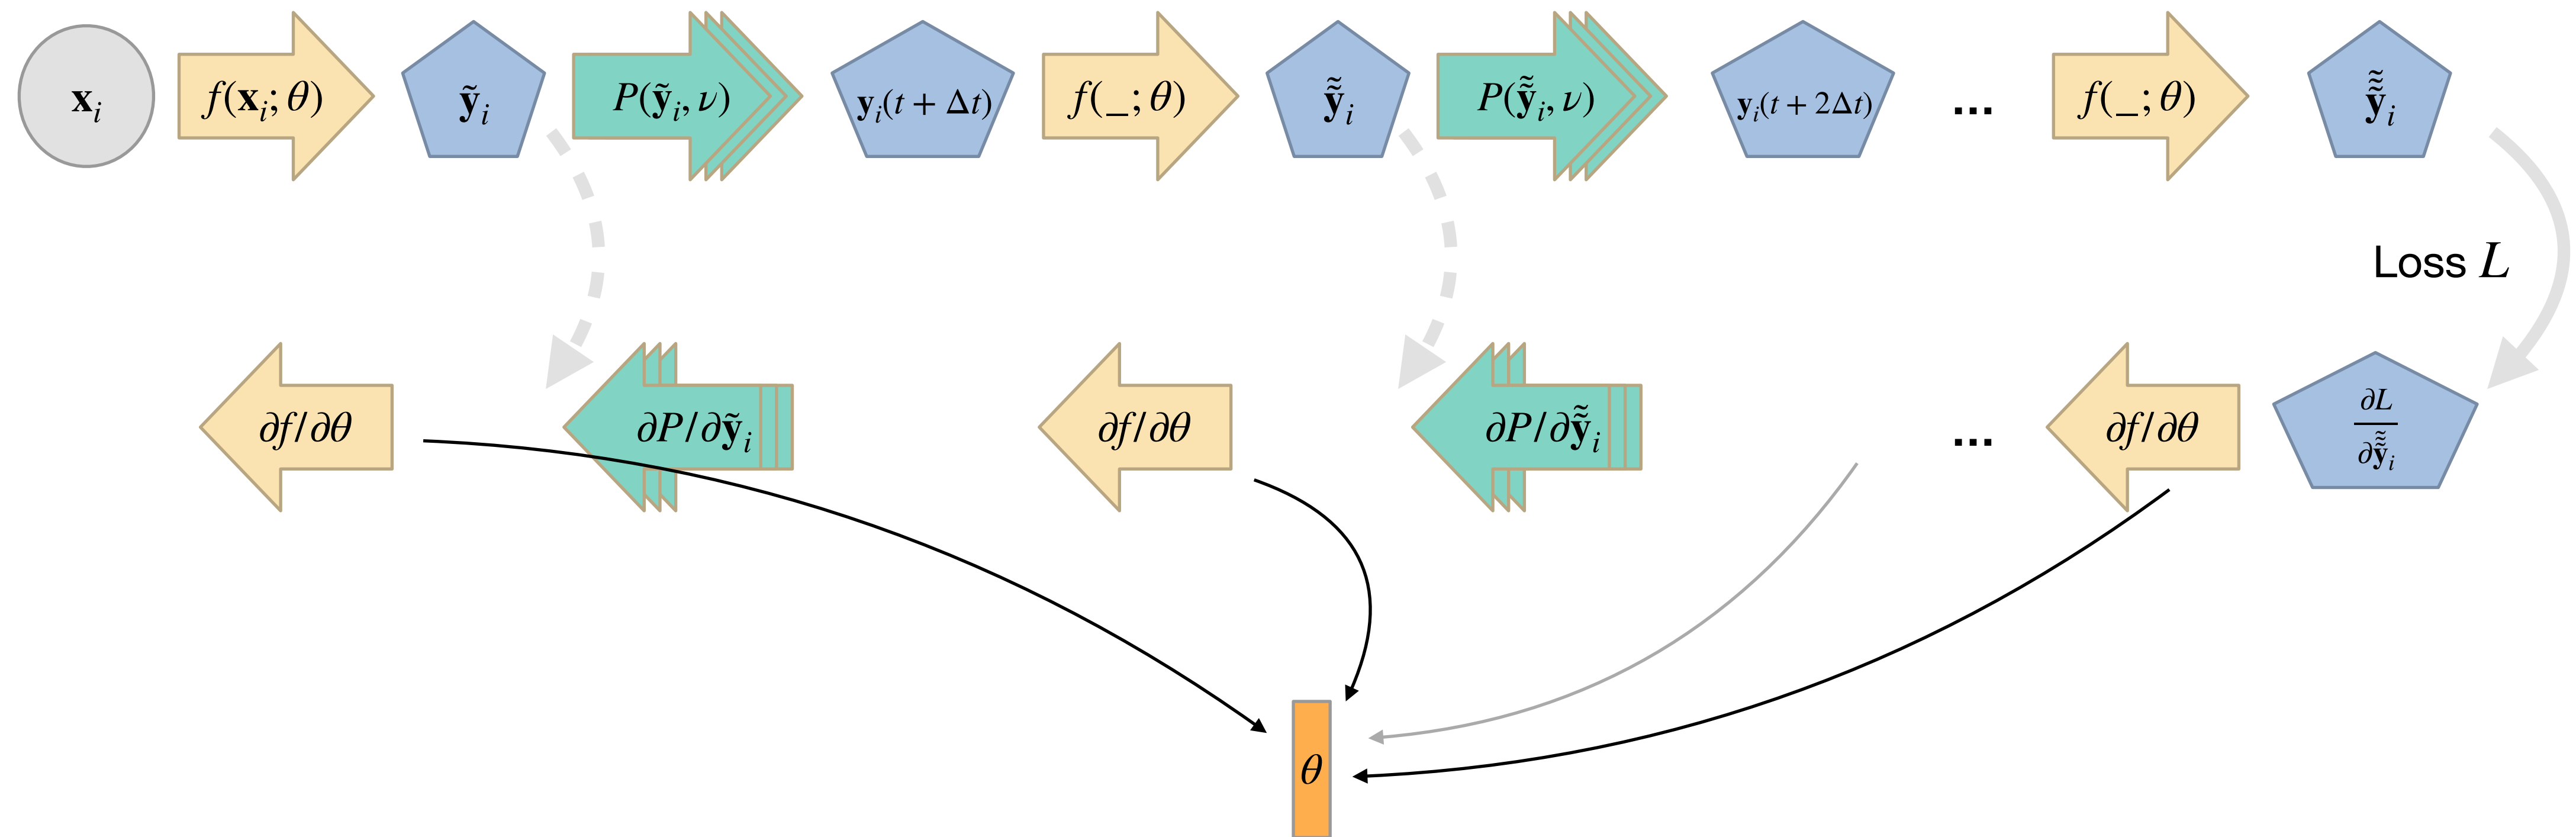 𝐱ᵢ
f(𝐱ᵢ; θ)
𝐲̃ᵢ
P(𝐲̃ᵢ, ν)
𝐲ᵢ(t + Δt)
f(_; θ)
𝐲̃̃ᵢ
P(𝐲̃̃ᵢ, ν)
𝐲ᵢ(t + 2Δt)
...
f(_; θ)
𝐲̃̃̃̃ᵢ
Loss L
∂f/∂θ
∂P/∂𝐲̃ᵢ
∂f/∂θ
∂P/∂𝐲̃̃ᵢ
...
∂f/∂θ
∂L
∂𝐲̃̃̃̃ᵢ
θ